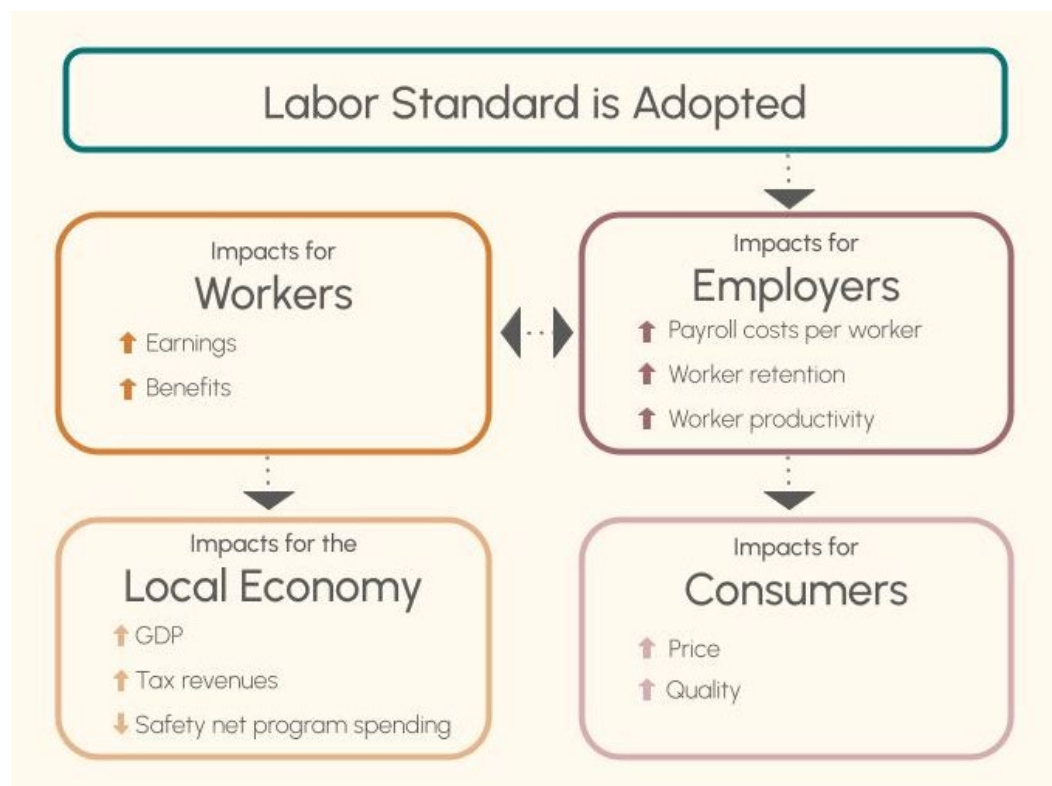 Labor Standard is Adopted
Impacts for
Workers
Earnings
Benefits
Impacts for
Employers
Payroll costs per worker
Worker retention
Worker productivity
Impacts for the
Local Economy
GDP
Tax revenues
Safety net program spending
Impacts for
Consumers
Price
Quality